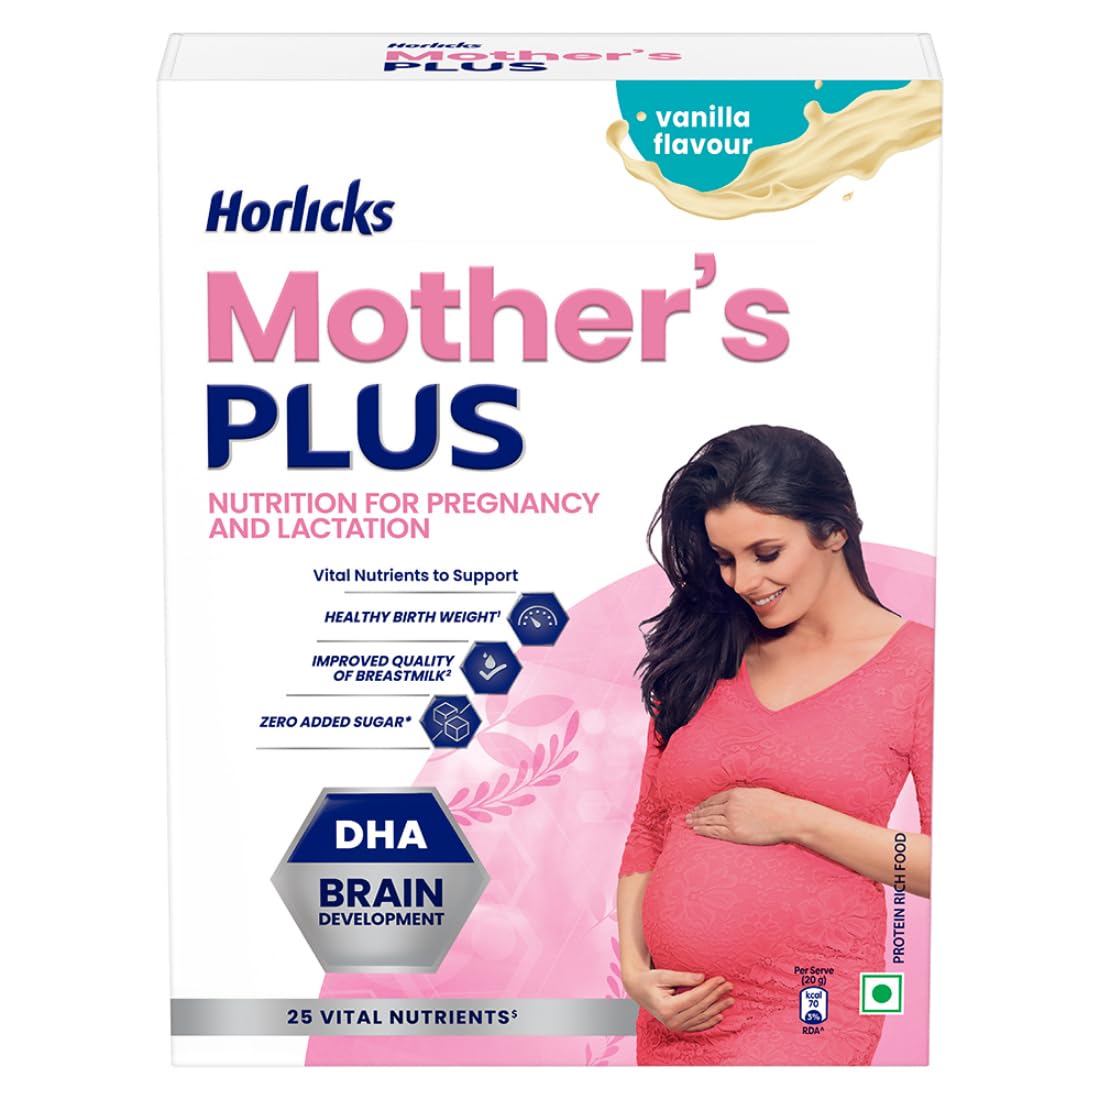 Horlicks
Mother's
PLUS
vanilla
flavour
Horlicks
Mother's
PLUS
NUTRITION FOR PREGNANCY
AND LACTATION
Vital Nutrients to Support
HEALTHY BIRTH WEIGHT¹
IMPROVED QUALITY
OF BREASTMILK²
ZERO ADDED SUGAR*
DHA
BRAIN
DEVELOPMENT
25 VITAL NUTRIENTS$
PROTEIN RICH FOOD
Per Serve
(20 g)
kcal
70
3%
RDA^